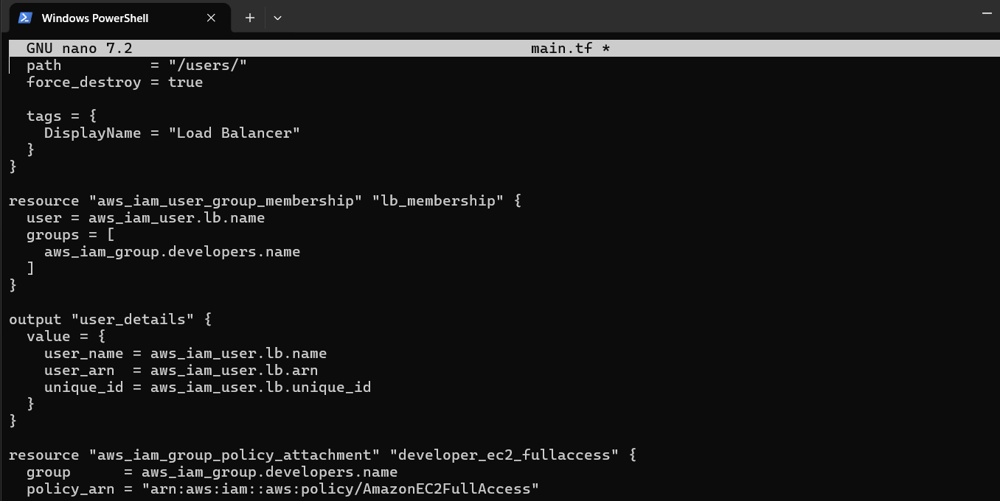 Windows PowerShell
GNU nano 7.2 main.tf *
path = "/users/"
force_destroy = true
tags = {
DisplayName = "Load Balancer"
}
}
resource "aws_iam_user_group_membership" "lb_membership" {
user = aws_iam_user.lb.name
groups = [
aws_iam_group.developers.name
]
}
output "user_details" {
value = {
user_name = aws_iam_user.lb.name
user_arn = aws_iam_user.lb.arn
unique_id = aws_iam_user.lb.unique_id
}
}
resource "aws_iam_group_policy_attachment" "developer_ec2_fullaccess" {
group = aws_iam_group.developers.name
policy_arn = "arn:aws:iam::aws:policy/AmazonEC2FullAccess"